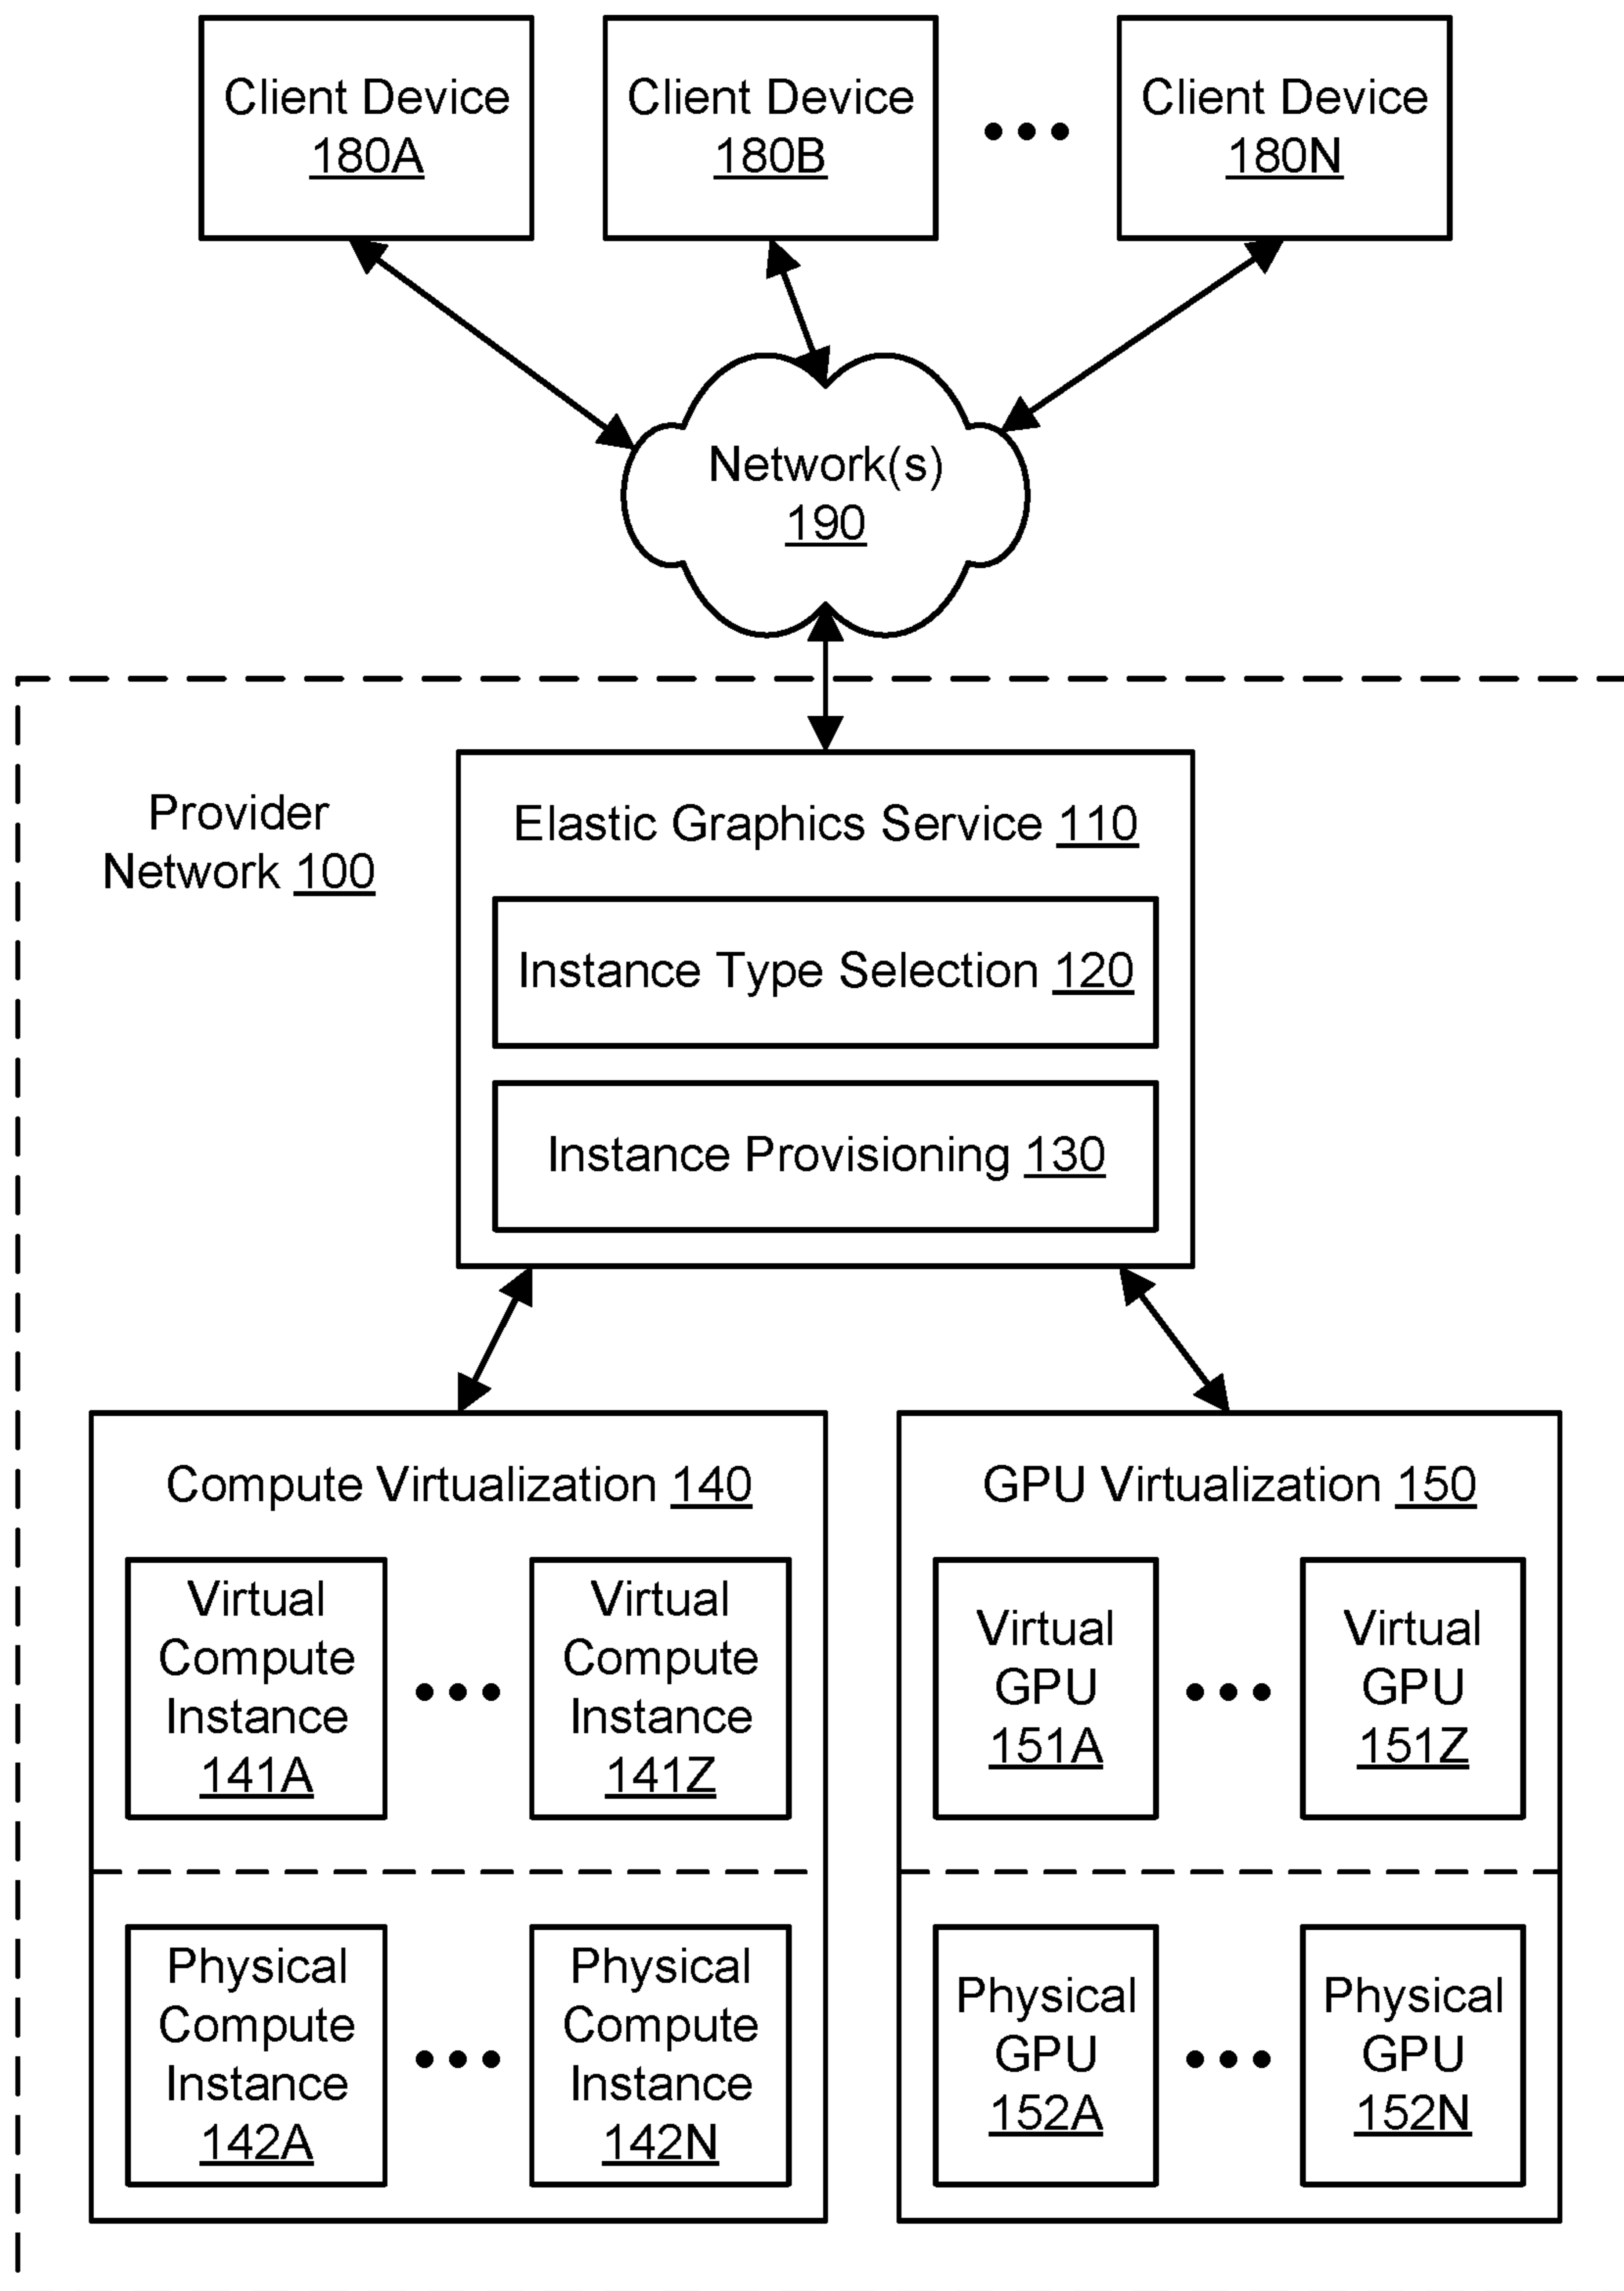 Client Device
180A
Client Device
180B
Client Device
180N
Network(s)
190
Provider
Network 100
Elastic Graphics Service 110
Instance Type Selection 120
Instance Provisioning 130
Compute Virtualization 140
Virtual
Compute
Instance
141A
Virtual
Compute
Instance
141Z
Physical
Compute
Instance
142A
Physical
Compute
Instance
142N
GPU Virtualization 150
Virtual
GPU
151A
Virtual
GPU
151Z
Physical
GPU
152A
Physical
GPU
152N